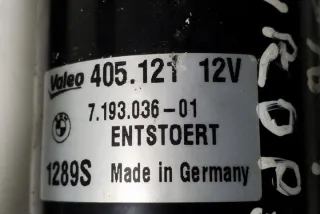 Valeo 405.121 12V
7.193.036-01
ENTSTOERT
1289S Made in Germany